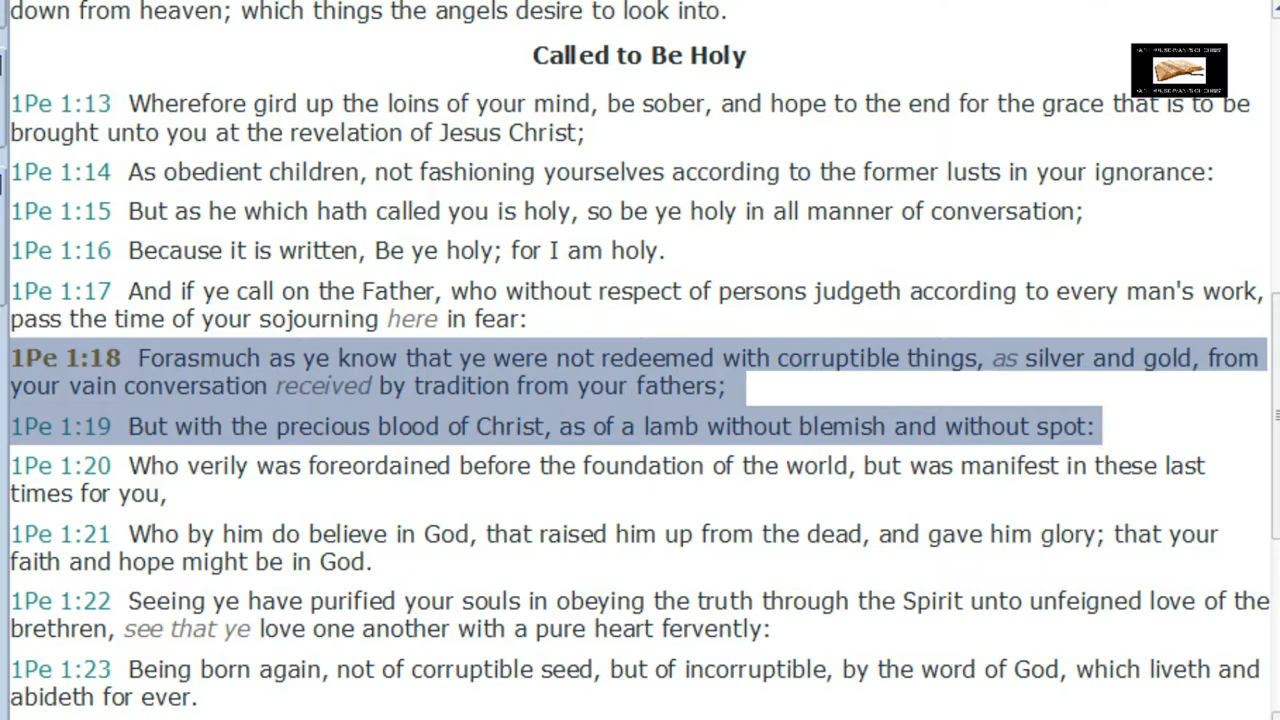 down from heaven; which things the angels desire to look into.
Called to Be Holy
1Pe 1:13 Wherefore gird up the loins of your mind, be sober, and hope to the end for the grace that is to be
brought unto you at the revelation of Jesus Christ;
1Pe 1:14 As obedient children, not fashioning yourselves according to the former lusts in your ignorance:
1Pe 1:15 But as he which hath called you is holy, so be ye holy in all manner of conversation;
1Pe 1:16 Because it is written, Be ye holy; for I am holy.
1Pe 1:17 And if ye call on the Father, who without respect of persons judgeth according to every man's work,
pass the time of your sojourning here in fear:
1Pe 1:18 Forasmuch as ye know that ye were not redeemed with corruptible things, as silver and gold, from
your vain conversation received by tradition from your fathers;
1Pe 1:19 But with the precious blood of Christ, as of a lamb without blemish and without spot:
1Pe 1:20 Who verily was foreordained before the foundation of the world, but was manifest in these last
times for you,
1Pe 1:21 Who by him do believe in God, that raised him up from the dead, and gave him glory; that your
faith and hope might be in God.
1Pe 1:22 Seeing ye have purified your souls in obeying the truth through the Spirit unto unfeigned love of the
brethren, see that ye love one another with a pure heart fervently:
1Pe 1:23 Being born again, not of corruptible seed, but of incorruptible, by the word of God, which liveth and
abideth for ever.